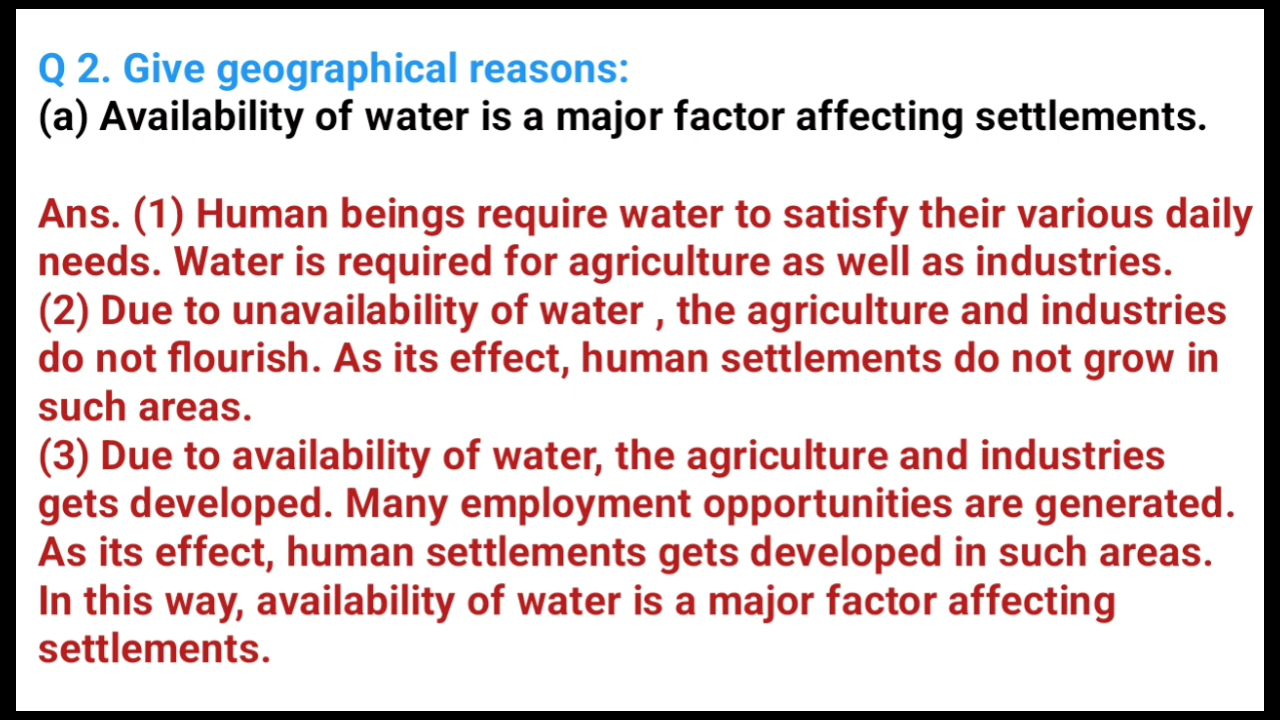 Q 2. Give geographical reasons:
(a) Availability of water is a major factor affecting settlements.
Ans. (1) Human beings require water to satisfy their various daily
needs. Water is required for agriculture as well as industries.
(2) Due to unavailability of water , the agriculture and industries
do not flourish. As its effect, human settlements do not grow in
such areas.
(3) Due to availability of water, the agriculture and industries
gets developed. Many employment opportunities are generated.
As its effect, human settlements gets developed in such areas.
In this way, availability of water is a major factor affecting
settlements.